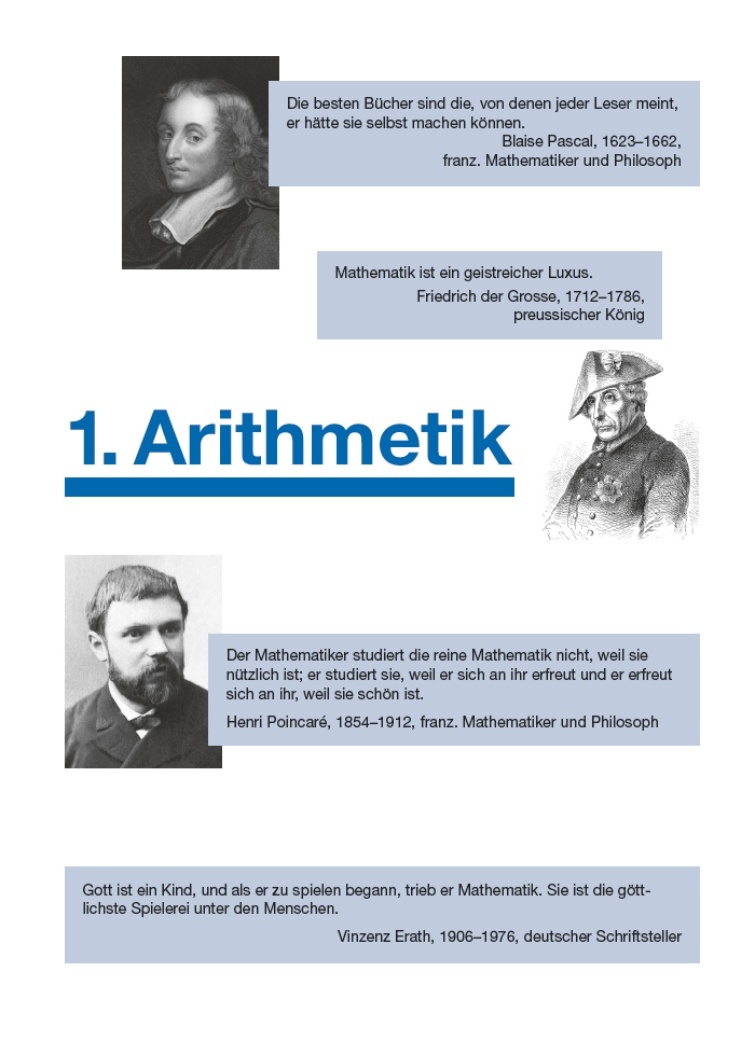 Die besten Bücher sind die, von denen jeder Leser meint,
er hätte sie selbst machen können.
Blaise Pascal, 1623–1662,
franz. Mathematiker und Philosoph
Mathematik ist ein geistreicher Luxus.
Friedrich der Grosse, 1712–1786,
preussischer König
1. Arithmetik
Der Mathematiker studiert die reine Mathematik nicht, weil sie
nützlich ist; er studiert sie, weil er sich an ihr erfreut und er erfreut
sich an ihr, weil sie schön ist.
Henri Poincaré, 1854–1912, franz. Mathematiker und Philosoph
Gott ist ein Kind, und als er zu spielen begann, trieb er Mathematik. Sie ist die gött-
lichste Spielerei unter den Menschen.
Vinzenz Erath, 1906–1976, deutscher Schriftsteller